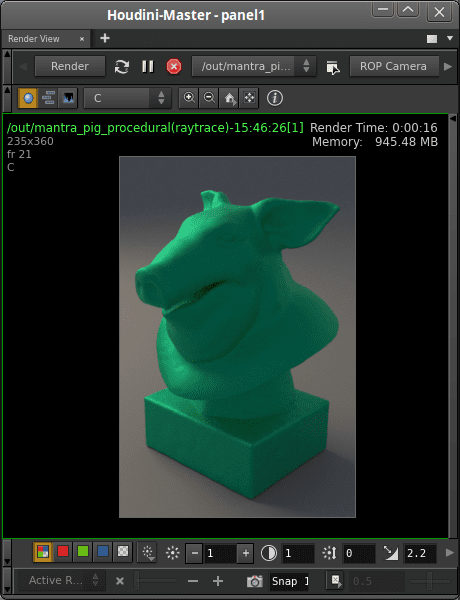 Houdini-Master - panel1
Render View
Render /out/mantra_pi... ROP Camera
C
/out/mantra_pig_procedural(raytrace)-15:46:26[1] Render Time: 0:00:16
235x360 Memory: 945.48 MB
fr 21
C
1 1 0 2.2
Active R... Snap 1 0.5